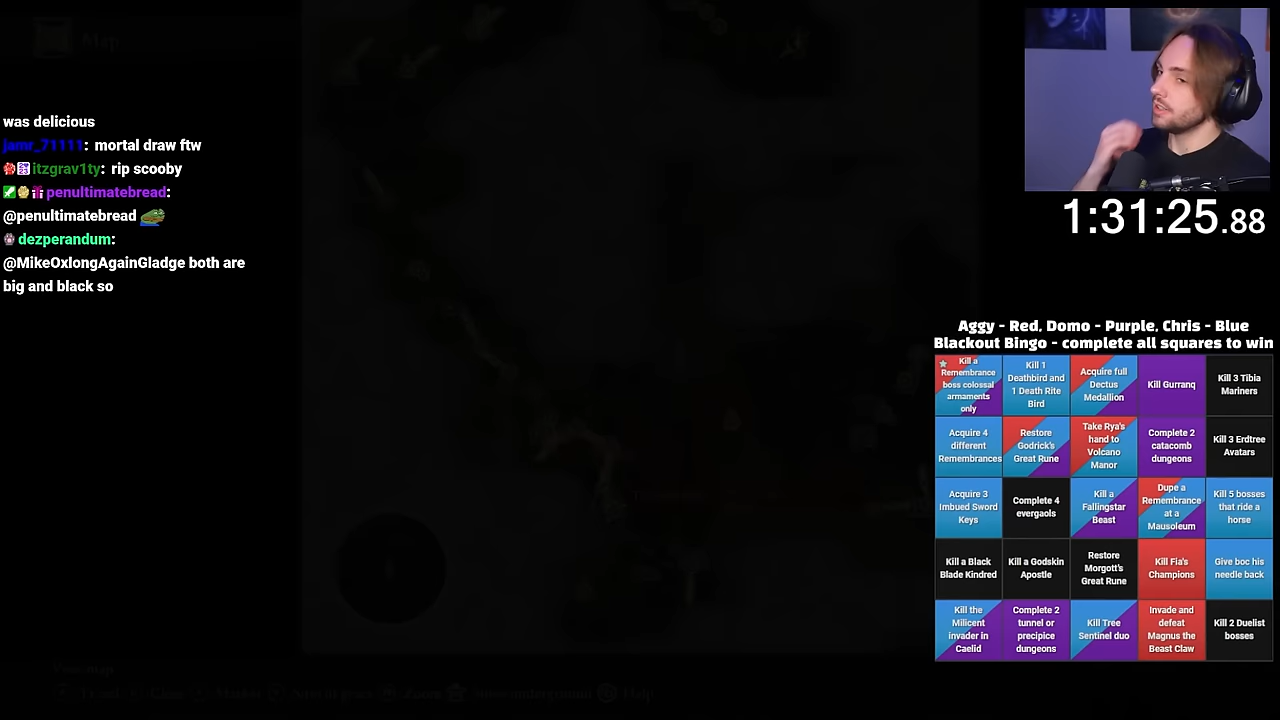 Map
was delicious
jamr_71111: mortal draw ftw
itzgrav1ty: rip scooby
penultimatebread:
@penultimatebread
dezperandum:
@MikeOxlongAgainGladge both are
big and black so
1:31:25.88
Aggy - Red, Domo - Purple, Chris - Blue
Blackout Bingo - complete all squares to win
Kill a
Remembrance
boss colossal
armaments
only
Kill 1
Deathbird and
1 Death Rite
Bird
Acquire full
Dectus
Medallion
Kill Gurranq
Kill 3 Tibia
Mariners
Acquire 4
different
Remembrances
Restore
Godrick's
Great Rune
Take Rya's
hand to
Volcano
Manor
Complete 2
catacomb
dungeons
Kill 3 Erdtree
Avatars
Acquire 3
Imbued Sword
Keys
Complete 4
evergaols
Kill a
Fallingstar
Beast
Dupe a
Remembrance
at a
Mausoleum
Kill 5 bosses
that ride a
horse
Kill a Black
Blade Kindred
Kill a Godskin
Apostle
Restore
Morgott's
Great Rune
Kill Fia's
Champions
Give boc his
needle back
Kill the
Milicent
invader in
Caelid
Complete 2
tunnel or
precipice
dungeons
Kill Tree
Sentinel duo
Invade and
defeat
Magnus the
Beast Claw
Kill 2 Duelist
bosses